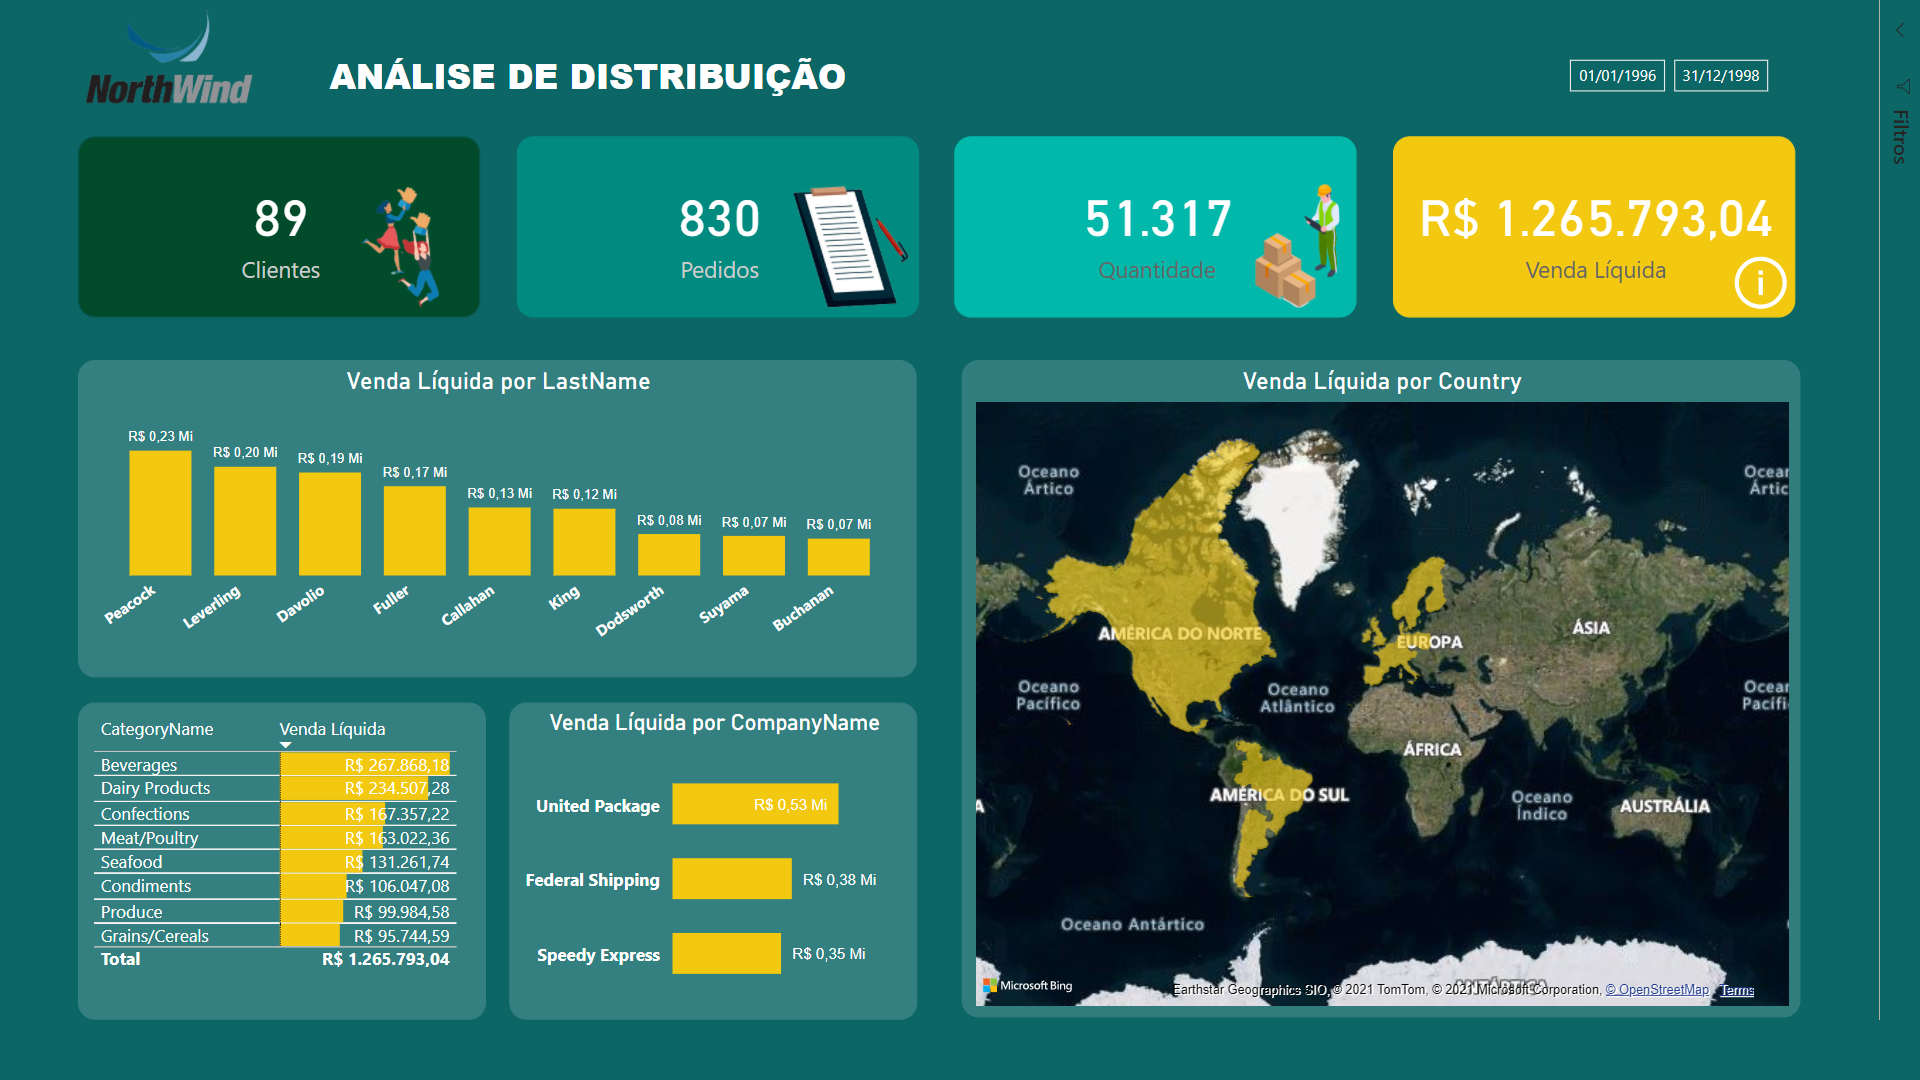 NorthWind
ANÁLISE DE DISTRIBUIÇÃO
01/01/1996
31/12/1998
Filtros
89
Clientes
830
Pedidos
51.317
Quantidade
R$ 1.265.793,04
Venda Líquida
i
Venda Líquida por LastName
R$ 0,23 Mi
R$ 0,20 Mi
R$ 0,19 Mi
R$ 0,17 Mi
R$ 0,13 Mi
R$ 0,12 Mi
R$ 0,08 Mi
R$ 0,07 Mi
R$ 0,07 Mi
Peacock
Leverling
Davolio
Fuller
Callahan
King
Dodsworth
Suyama
Buchanan
CategoryName Venda Líquida
Beverages R$ 267.868,18
Dairy Products R$ 234.507,28
Confections R$ 167.357,22
Meat/Poultry R$ 163.022,36
Seafood R$ 131.261,74
Condiments R$ 106.047,08
Produce R$ 99.984,58
Grains/Cereals R$ 95.744,59
Total R$ 1.265.793,04
Venda Líquida por CompanyName
United Package R$ 0,53 Mi
Federal Shipping R$ 0,38 Mi
Speedy Express R$ 0,35 Mi
Venda Líquida por Country
Oceano
Ártico
Ocea
Ártic
AMÉRICA DO NORTE
EUROPA
ÁSIA
Oceano
Pacífico
Oceano
Atlântico
Ocea
Pacífi
ÁFRICA
AMÉRICA DO SUL
Oceano
Índico
AUSTRÁLIA
A
Oceano Antártico
ANTÁRTICA
Microsoft Bing
Earthstar Geographics SIO, © 2021 TomTom, © 2021 Microsoft Corporation, © OpenStreetMap Terms